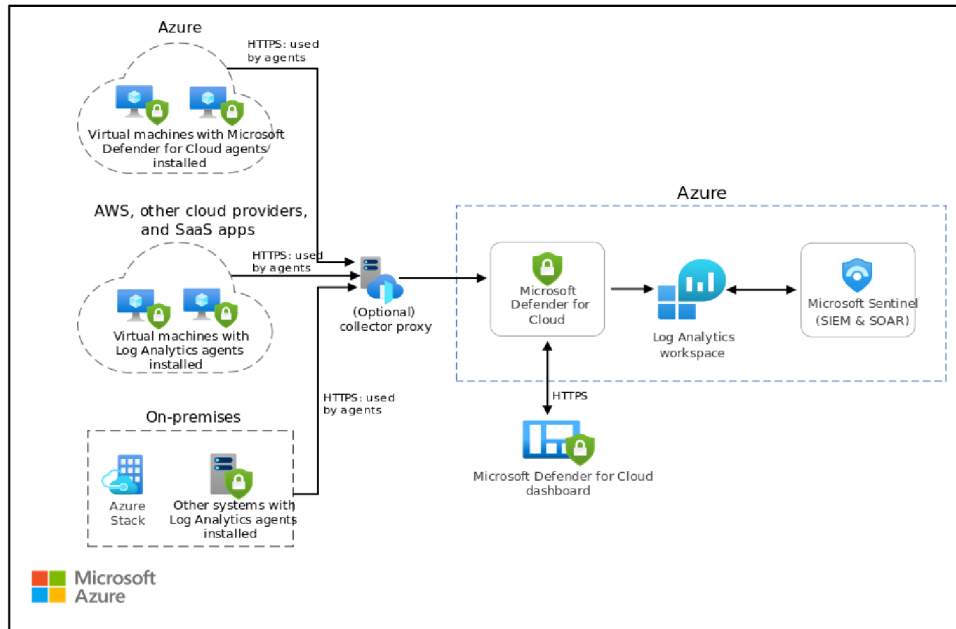 Azure
HTTPS: used
by agents
Virtual machines with Microsoft
Defender for Cloud agents
installed
AWS, other cloud providers,
and SaaS apps
HTTPS: used
by agents
Virtual machines with
Log Analytics agents
installed
(Optional)
collector proxy
HTTPS: used
by agents
On-premises
Azure
Stack
Other systems with
Log Analytics agents
installed
Azure
Microsoft
Defender for
Cloud
Log Analytics
workspace
Microsoft Sentinel
(SIEM & SOAR)
HTTPS
Microsoft Defender for Cloud
dashboard
Microsoft
Azure